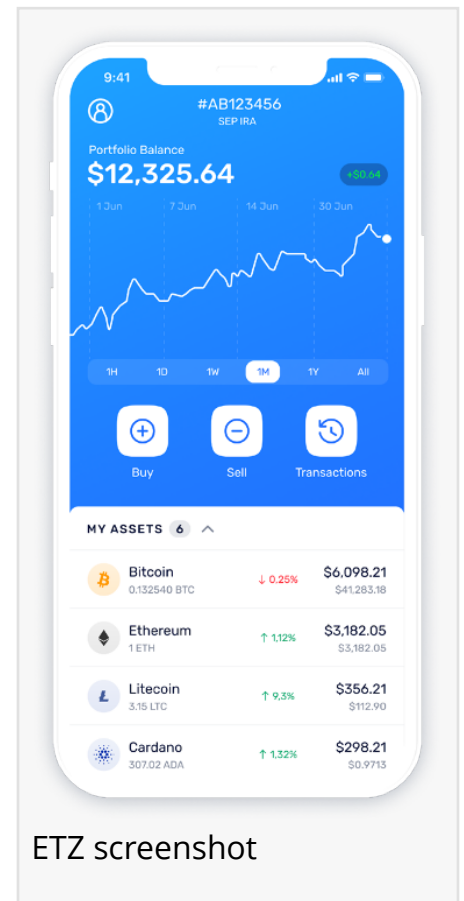 9:41
#AB123456
SEP IRA
Portfolio Balance
$12,325.64
+$0.64
1 Jun 7 Jun 14 Jun 30 Jun
1H 1D 1W 1M 1Y All
Buy Sell Transactions
MY ASSETS 6
Bitcoin ↓ 0.25% $6,098.21
0.132540 BTC $41,283.18
Ethereum ↑ 1,12% $3,182.05
1 ETH $3,182.05
Litecoin ↑ 9,3% $356.21
3.15 LTC $112.90
Cardano ↑ 1,32% $298.21
307.02 ADA $0.9713
ETZ screenshot